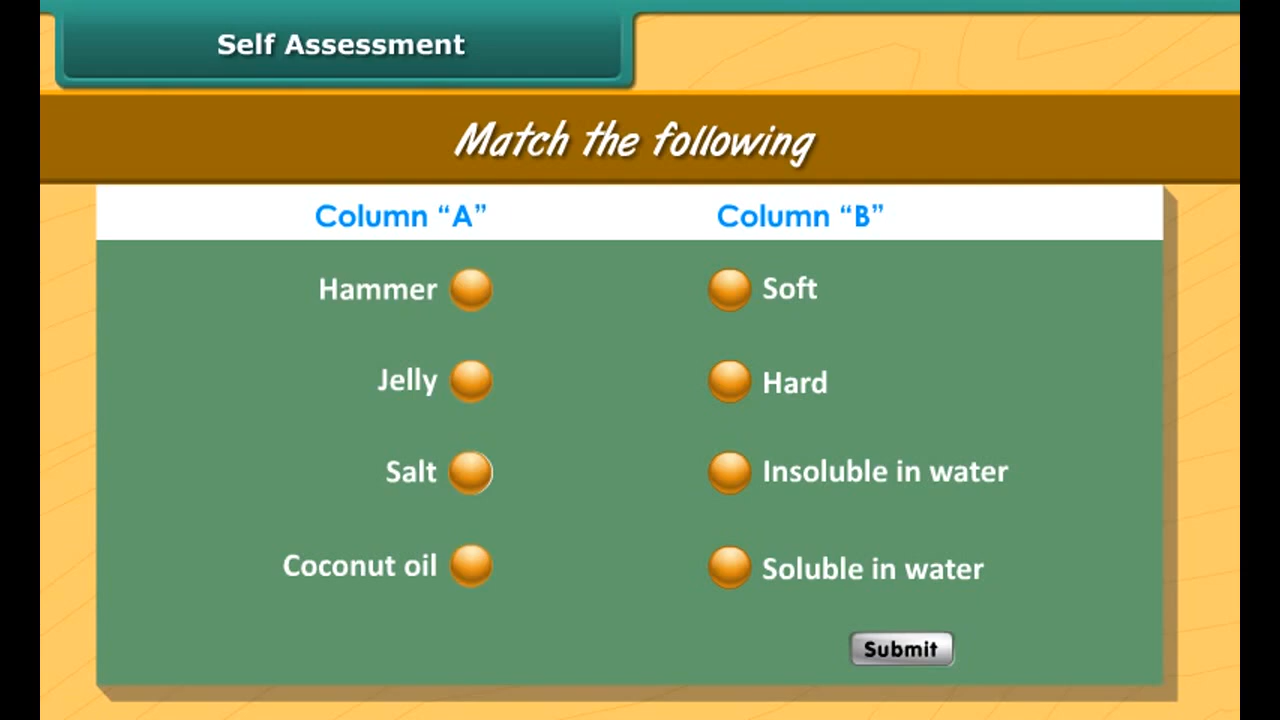 Self Assessment
Match the following
Column “A” Column “B”
Hammer Soft
Jelly Hard
Salt Insoluble in water
Coconut oil Soluble in water
Submit